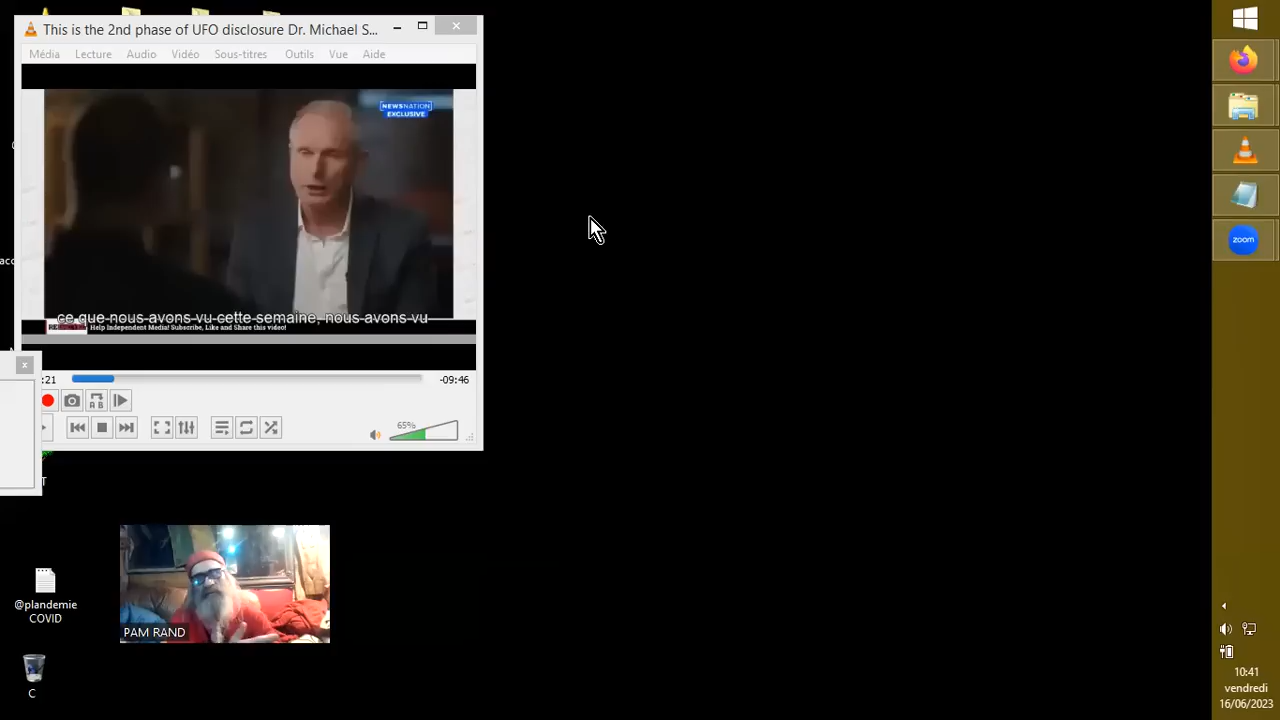 This is the 2nd phase of UFO disclosure Dr. Michael S...
Média Lecture Audio Vidéo Sous-titres Outils Vue Aide
NEWSNATION
EXCLUSIVE
ce que nous avons vu cette semaine, nous avons vu
Help Independent Media! Subscribe, Like and Share this video!
:21
-09:46
A B
65%
acc
T
@plandemie
COVID
PAM RAND
C
zoom
10:41
vendredi
16/06/2023